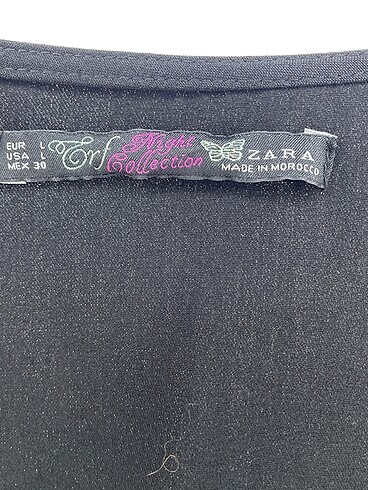 EUR L
USA L
MEX 30
Trf
Night
Collection
ZARA
MADE IN MOROCCO